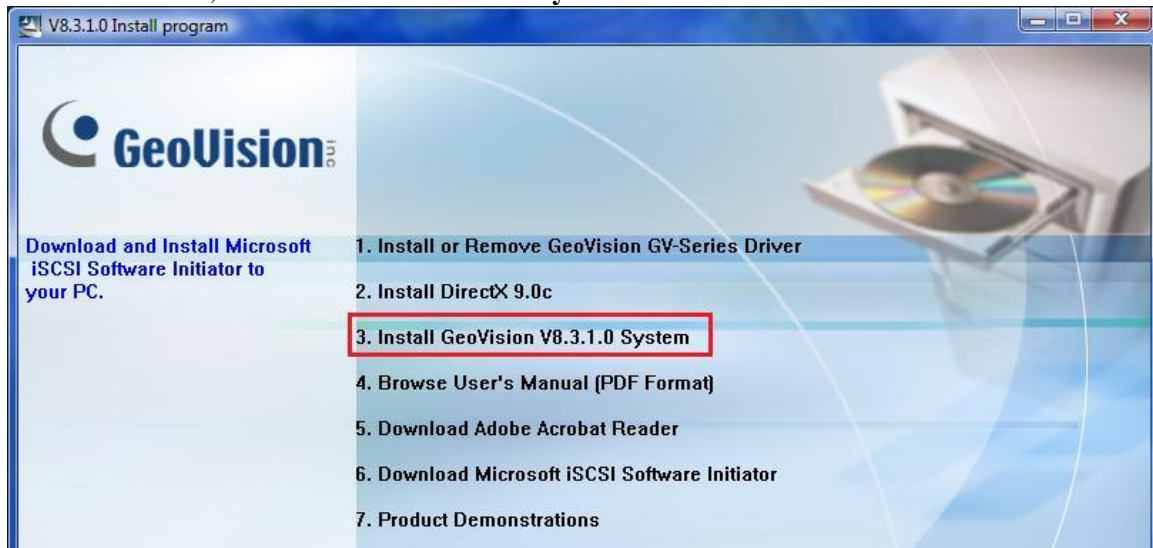 V8.3.1.0 Install program
GeoVision inc
Download and Install Microsoft
iSCSI Software Initiator to
your PC.
1. Install or Remove GeoVision GV-Series Driver
2. Install DirectX 9.0c
3. Install GeoVision V8.3.1.0 System
4. Browse User's Manual (PDF Format)
5. Download Adobe Acrobat Reader
6. Download Microsoft iSCSI Software Initiator
7. Product Demonstrations